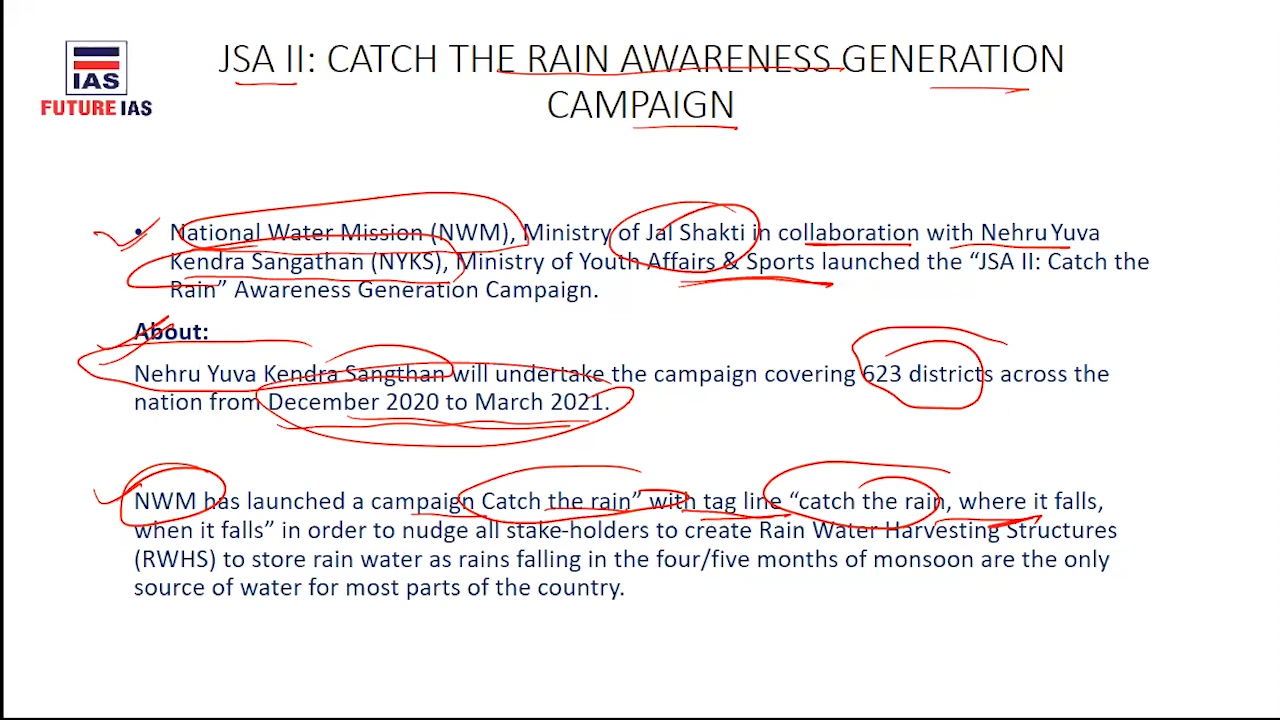 IAS
FUTURE IAS
JSA II: CATCH THE RAIN AWARENESS GENERATION
CAMPAIGN
• National Water Mission (NWM), Ministry of Jal Shakti in collaboration with Nehru Yuva
Kendra Sangathan (NYKS), Ministry of Youth Affairs & Sports launched the “JSA II: Catch the
Rain” Awareness Generation Campaign.
About:
Nehru Yuva Kendra Sangthan will undertake the campaign covering 623 districts across the
nation from December 2020 to March 2021.
NWM has launched a campaign Catch the rain” with tag line “catch the rain, where it falls,
when it falls” in order to nudge all stake-holders to create Rain Water Harvesting Structures
(RWHS) to store rain water as rains falling in the four/five months of monsoon are the only
source of water for most parts of the country.